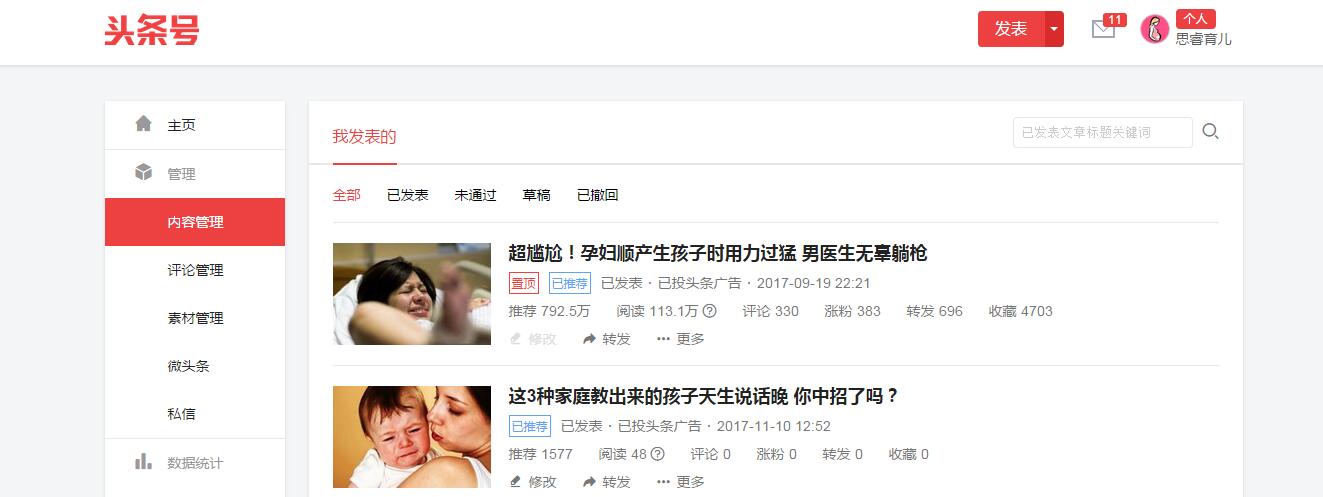 头条号
发表
11
个人
思睿育儿
主页
管理
内容管理
评论管理
素材管理
微头条
私信
数据统计
我发表的
已发表文章标题关键词
全部 已发表 未通过 草稿 已撤回
超尴尬！孕妇顺产生孩子时用力过猛 男医生无辜躺枪
置顶 已推荐 已发表 · 已投头条广告 · 2017-09-19 22:21
推荐 792.5万 阅读 113.1万 ? 评论 330 涨粉 383 转发 696 收藏 4703
修改 转发 ··· 更多
这3种家庭教出来的孩子天生说话晚 你中招了吗？
已推荐 已发表 · 已投头条广告 · 2017-11-10 12:52
推荐 1577 阅读 48 ? 评论 0 涨粉 0 转发 0 收藏 0
修改 转发 ··· 更多